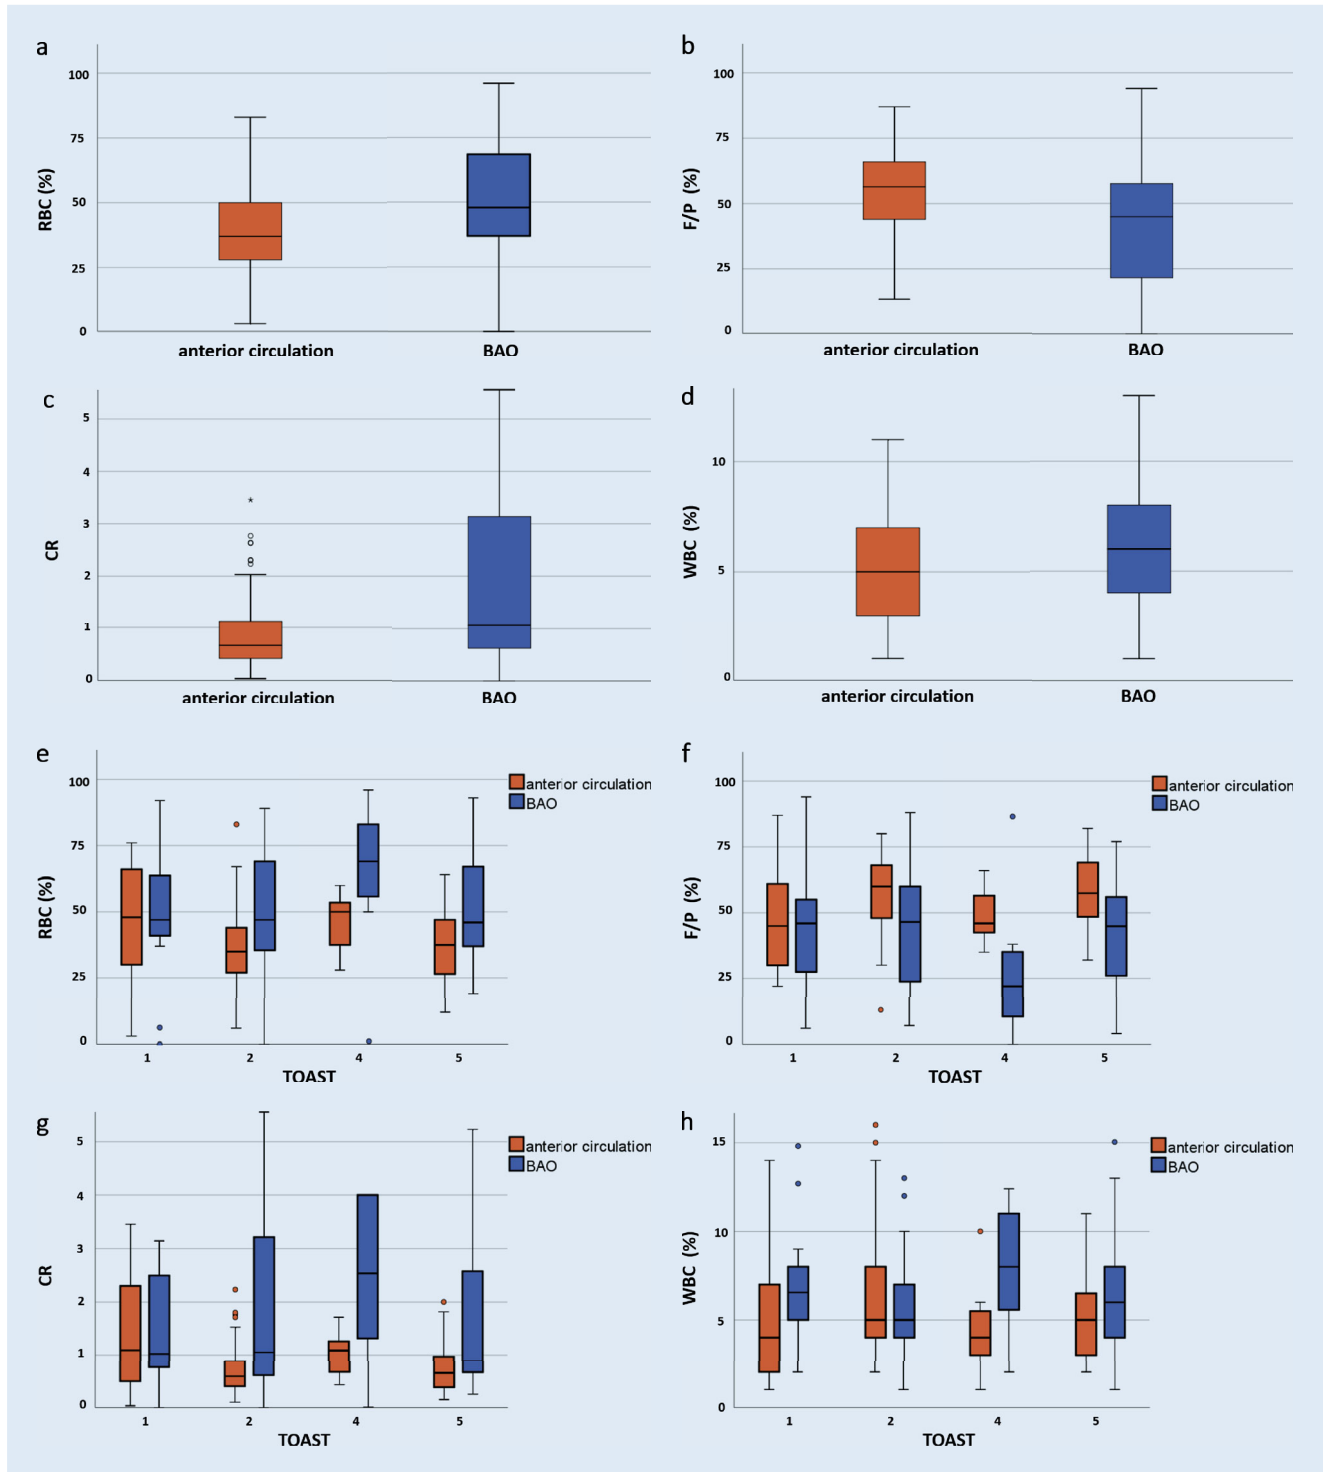 a
100
75
50
25
0
RBC (%)
anterior circulation BAO
b
100
75
50
25
0
F/P (%)
anterior circulation BAO
c
5
4
3
2
1
0
CR
anterior circulation BAO
d
10
5
0
WBC (%)
anterior circulation BAO
e
100
75
50
25
0
RBC (%)
1 2 4 5
TOAST
anterior circulation
BAO
f
100
75
50
25
0
F/P (%)
1 2 4 5
TOAST
anterior circulation
BAO
g
5
4
3
2
1
0
CR
1 2 4 5
TOAST
anterior circulation
BAO
h
15
10
5
0
WBC (%)
1 2 4 5
TOAST
anterior circulation
BAO